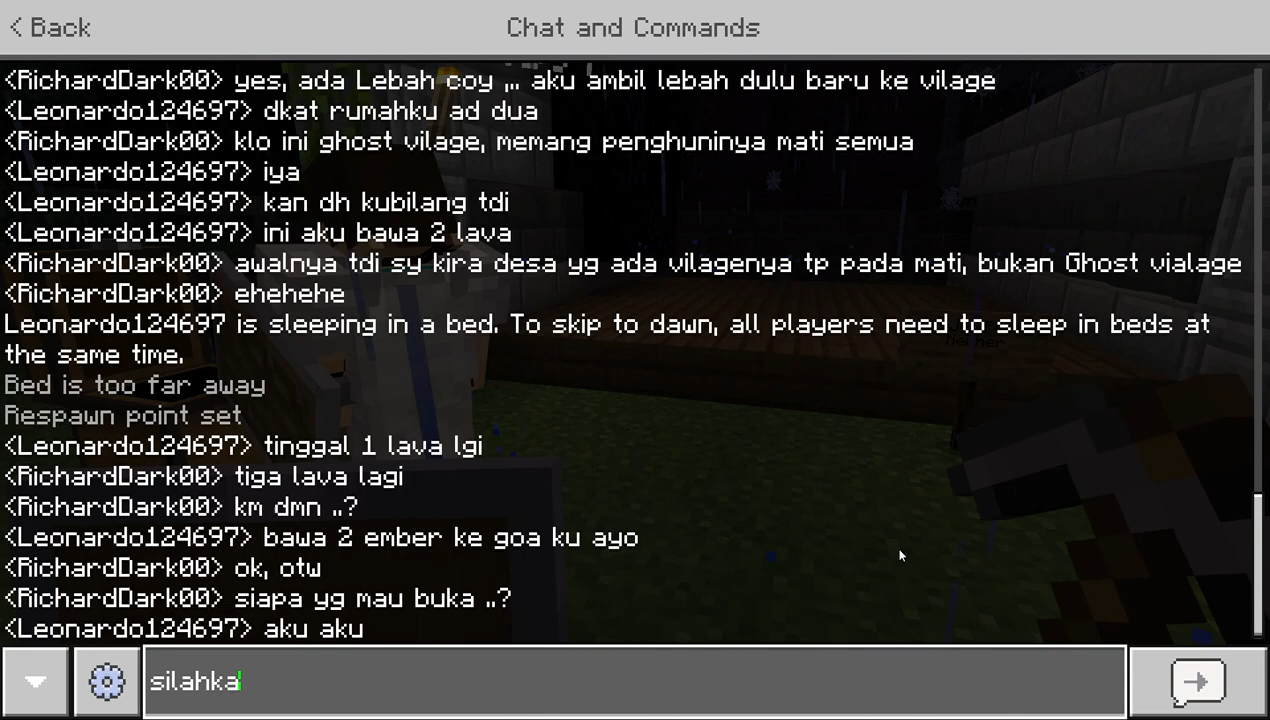 < Back
Chat and Commands
<RichardDark00> yes, ada Lebah coy ,.. aku ambil lebah dulu baru ke vilage
<Leonardo124697> dkat rumahku ad dua
<RichardDark00> klo ini ghost vilage, memang penghuninya mati semua
<Leonardo124697> iya
<Leonardo124697> kan dh kubilang tdi
<Leonardo124697> ini aku bawa 2 lava
<RichardDark00> awalnya tdi sy kira desa yg ada vilagenya tp pada mati, bukan Ghost vialage
<RichardDark00> ehehehe
Leonardo124697 is sleeping in a bed. To skip to dawn, all players need to sleep in beds at
the same time.
Bed is too far away
Respawn point set
<Leonardo124697> tinggal 1 lava lgi
<RichardDark00> tiga lava lagi
<RichardDark00> km dmn ..?
<Leonardo124697> bawa 2 ember ke goa ku ayo
<RichardDark00> ok, otw
<RichardDark00> siapa yg mau buka ..?
<Leonardo124697> aku aku
silahka